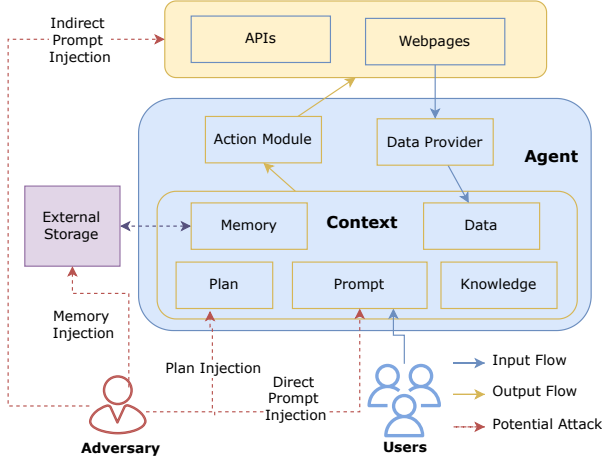 Indirect
Prompt
Injection
APIs
Webpages
Action Module
Data Provider
Agent
External
Storage
Memory
Context
Data
Plan
Prompt
Knowledge
Memory
Injection
Plan Injection
Direct
Prompt
Injection
Input Flow
Output Flow
Potential Attack
Adversary
Users